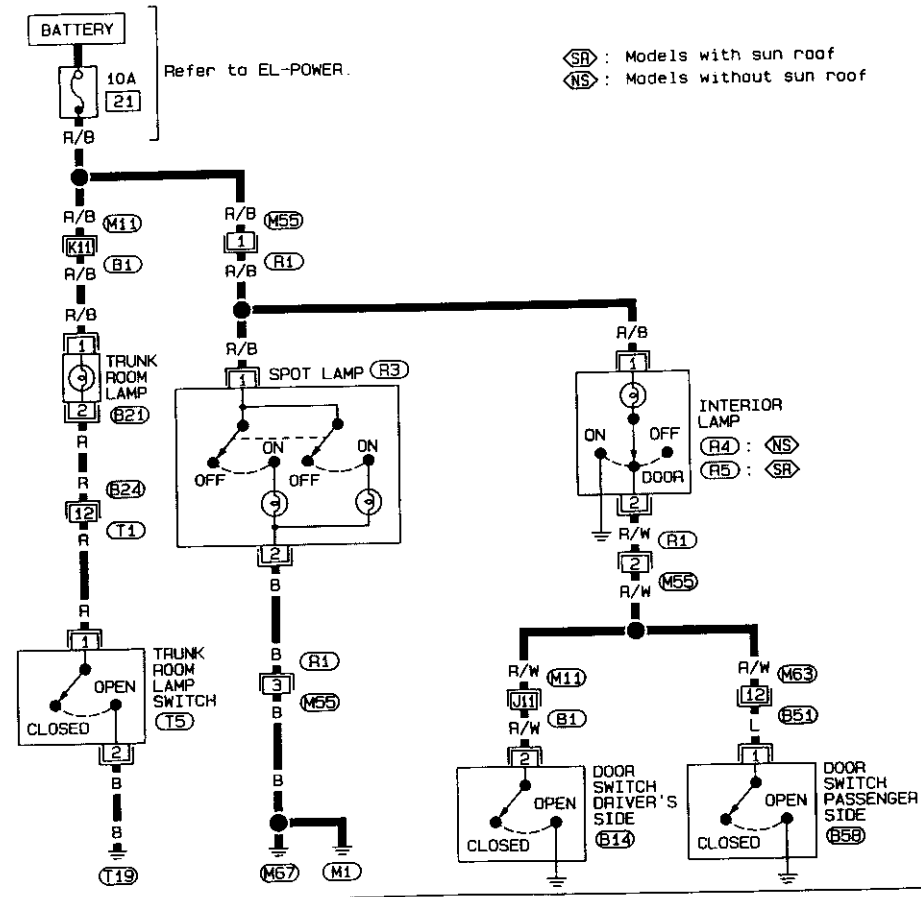 BATTERY
10A
21
Refer to EL-POWER.
SR : Models with sun roof
NS : Models without sun roof
R/B
R/B
M11
K11
B1
R/B
R/B
1
TRUNK
ROOM
LAMP
2
B21
R
R
B24
12
T1
R
R
1
TRUNK
ROOM
LAMP
SWITCH
T5
OPEN
CLOSED
2
B
B
T19
R/B
M55
1
R1
R/B
R/B
1
SPOT LAMP
R3
ON
ON
OFF
OFF
2
B
B
R1
3
M55
B
B
M67
M1
R/B
1
INTERIOR
LAMP
ON
OFF
R4 : NS
DOOR
R5 : SR
2
R/W
R1
2
M55
R/W
R/W
M11
J11
B1
R/W
2
DOOR
SWITCH
DRIVER'S
SIDE
B14
OPEN
CLOSED
R/W
M63
12
B51
L
1
DOOR
SWITCH
PASSENGER
SIDE
B58
OPEN
CLOSED